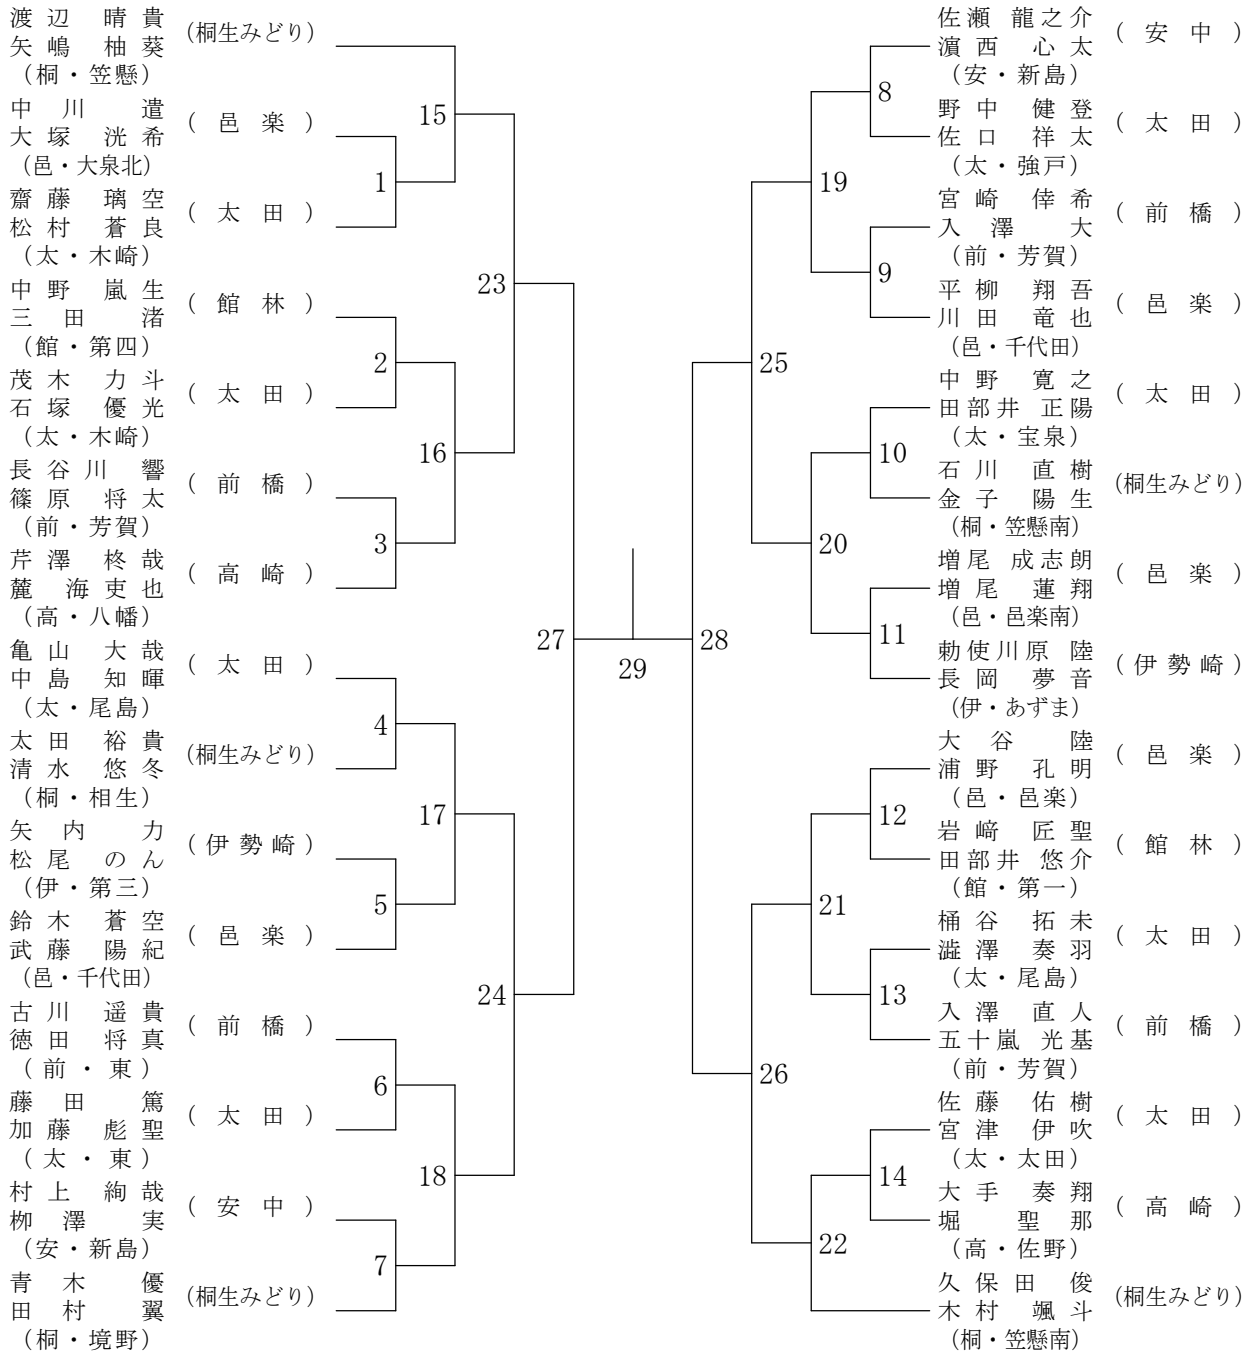 渡辺 晴貴
矢嶋 柚葵
(桐生みどり)
(桐・笠懸)
中川 遣
大塚 洸希
(邑楽)
(邑・大泉北)
齋藤 璃空
松村 蒼良
(太田)
(太・木崎)
中野 嵐生
三田 渚
(館林)
(館・第四)
茂木 力斗
石塚 優光
(太田)
(太・木崎)
長谷川 響
篠原 将太
(前橋)
(前・芳賀)
芹澤 柊哉
麓 海吏也
(高崎)
(高・八幡)
亀山 大哉
中島 知暉
(太田)
(太・尾島)
太田 裕貴
清水 悠冬
(桐生みどり)
(桐・相生)
矢内 力
松尾 のん
(伊勢崎)
(伊・第三)
鈴木 蒼空
武藤 陽紀
(邑楽)
(邑・千代田)
古川 遥貴
徳田 将真
(前橋)
(前・東)
藤田 篤
加藤 彪聖
(太田)
(太・東)
村上 絢哉
栁澤 実
(安中)
(安・新島)
青木 優
田村 翼
(桐生みどり)
(桐・境野)
15
1
23
2
16
3
27
4
17
5
24
6
18
7
29
8
19
9
25
10
20
11
28
12
21
13
26
14
22
佐瀬 龍之介
濵西 心太
(安中)
(安・新島)
野中 健登
佐口 祥太
(太田)
(太・強戸)
宮崎 倖希
入澤 大
(前橋)
(前・芳賀)
平柳 翔吾
川田 竜也
(邑楽)
(邑・千代田)
中野 寛之
田部井 正陽
(太田)
(太・宝泉)
石川 直樹
金子 陽生
(桐生みどり)
(桐・笠懸南)
増尾 成志朗
増尾 蓮翔
(邑楽)
(邑・邑楽南)
勅使川原 陸
長岡 夢音
(伊勢崎)
(伊・あずま)
大谷 陸
浦野 孔明
(邑楽)
(邑・邑楽)
岩﨑 匠聖
田部井 悠介
(館林)
(館・第一)
桶谷 拓未
澁澤 奏羽
(太田)
(太・尾島)
入澤 直人
五十嵐 光基
(前橋)
(前・芳賀)
佐藤 佑樹
宮津 伊吹
(太田)
(太・太田)
大手 奏翔
堀 聖那
(高崎)
(高・佐野)
久保田 俊
木村 颯斗
(桐生みどり)
(桐・笠懸南)